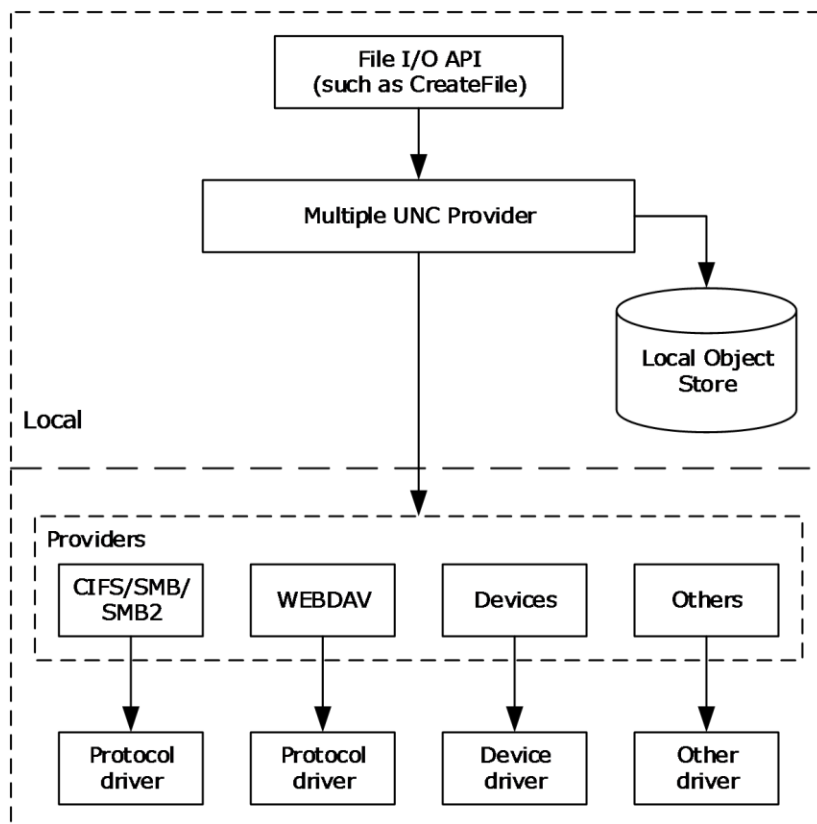 File I/O API
(such as CreateFile)
Multiple UNC Provider
Local Object
Store
Local
Providers
CIFS/SMB/
SMB2
WEBDAV
Devices
Others
Protocol
driver
Protocol
driver
Device
driver
Other
driver